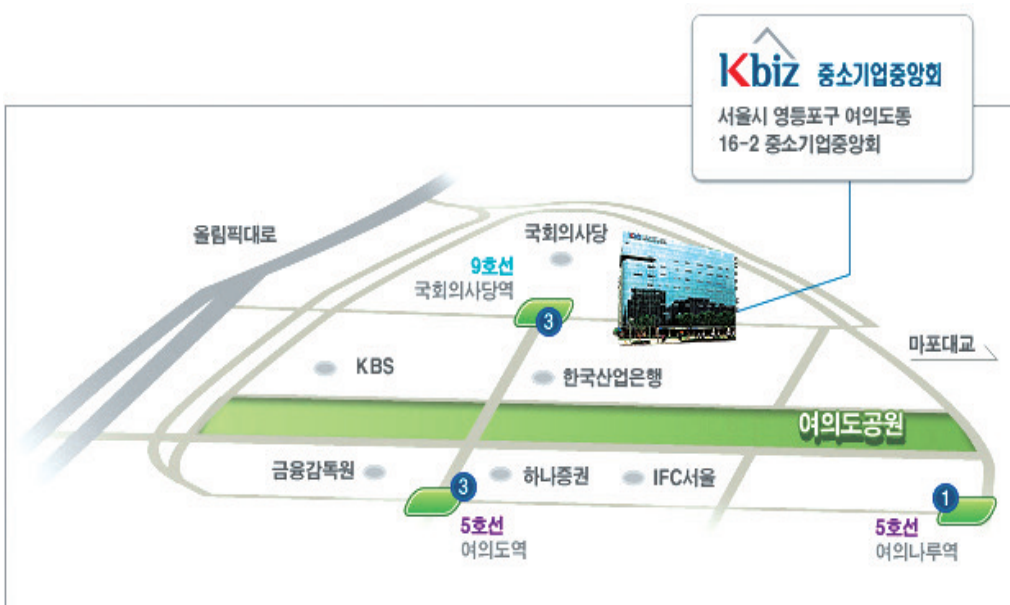 Kbiz 중소기업중앙회
서울시 영등포구 여의도동
16-2 중소기업중앙회
올림픽대로
국회의사당
9호선
국회의사당역
3
마포대교
KBS
한국산업은행
여의도공원
금융감독원
하나증권
IFC서울
3
5호선
여의도역
1
5호선
여의나루역